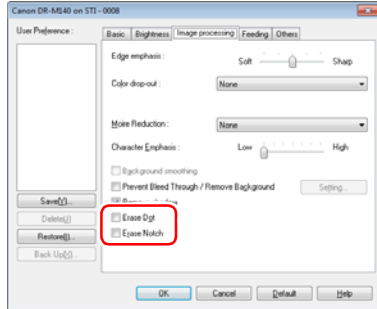 Canon DR-M140 on STI - 0008
User Preference :
Basic Brightness Image processing Feeding Others
Edge emphasis :
Soft Sharp
Color drop-out :
None
Moire Reduction :
None
Character Emphasis :
Low High
Background smoothing
Prevent Bleed Through / Remove Background
Setting...
Save(V)...
Erase Dot
Delete(J)
Erase Notch
Restore(I)...
Back Up(X)...
OK Cancel Default Help